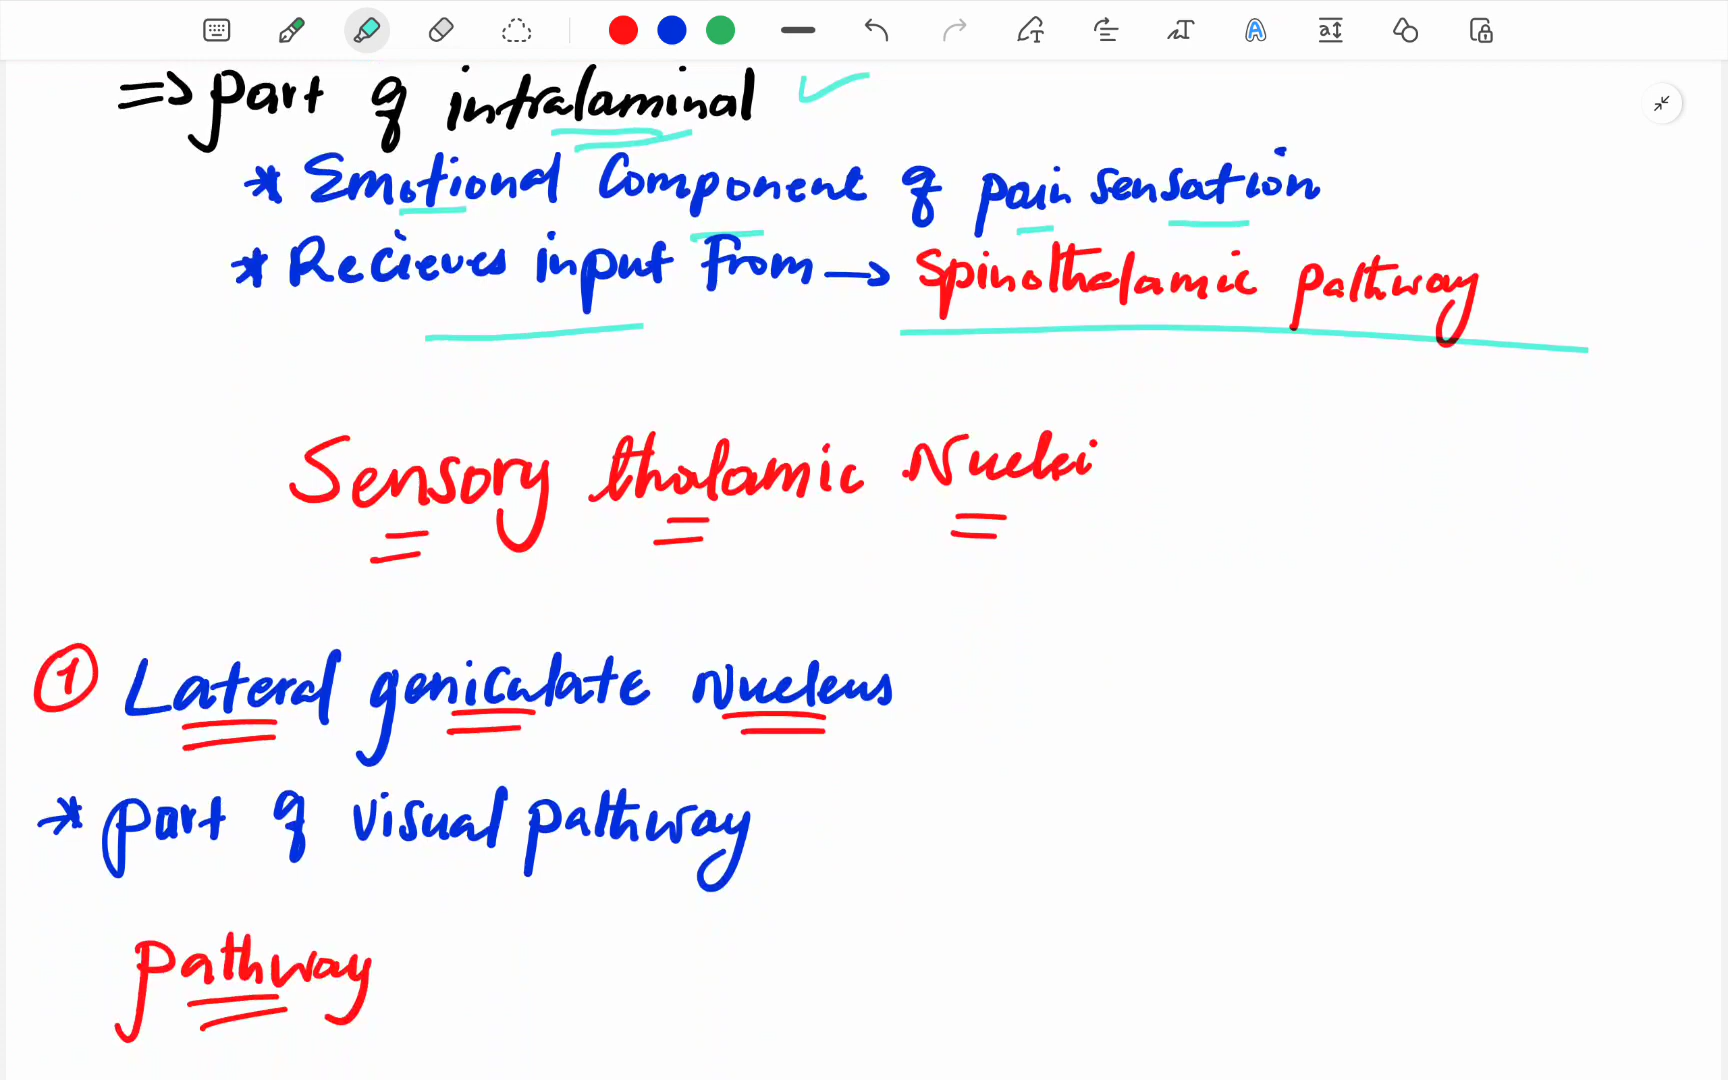 => part of intralaminal ✓
* Emotional Component of pain sensation
* Recieves input from → Spinothalamic pathway
Sensory thalamic Nuclei
① Lateral geniculate Nucleus
* part of visual pathway
pathway